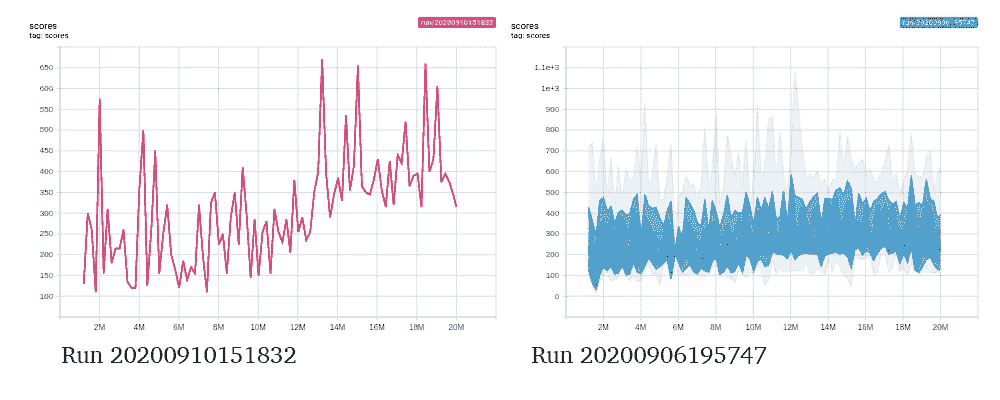 run/20200910151832
scores
tag: scores
650
600
550
500
450
400
350
300
250
200
150
100
2M
4M
6M
8M
10M
12M
14M
16M
18M
20M
Run 20200910151832
run/20200906195747
scores
tag: scores
1.1e+3
1e+3
900
800
700
600
500
400
300
200
100
0
2M
4M
6M
8M
10M
12M
14M
16M
18M
20M
Run 20200906195747